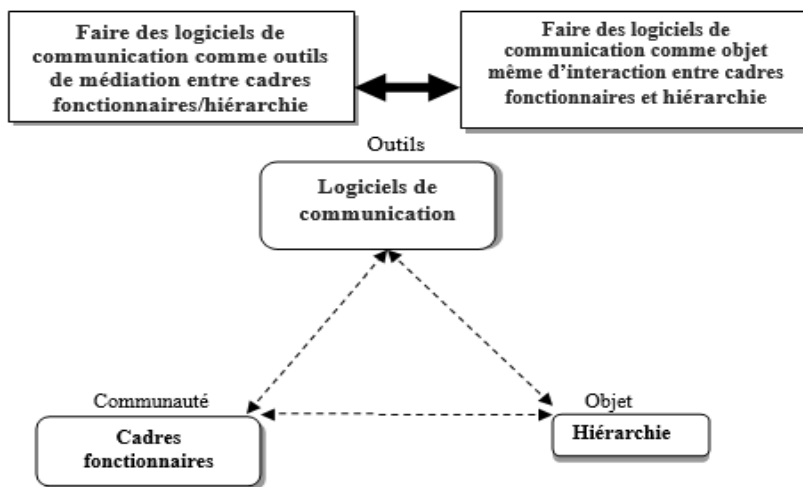 Faire des logiciels de
communication comme outils
de médiation entre cadres
fonctionnaires/hiérarchie
Faire des logiciels de
communication comme objet
même d'interaction entre cadres
fonctionnaires et hiérarchie
Outils
Logiciels de
communication
Communauté
Cadres
fonctionnaires
Objet
Hiérarchie